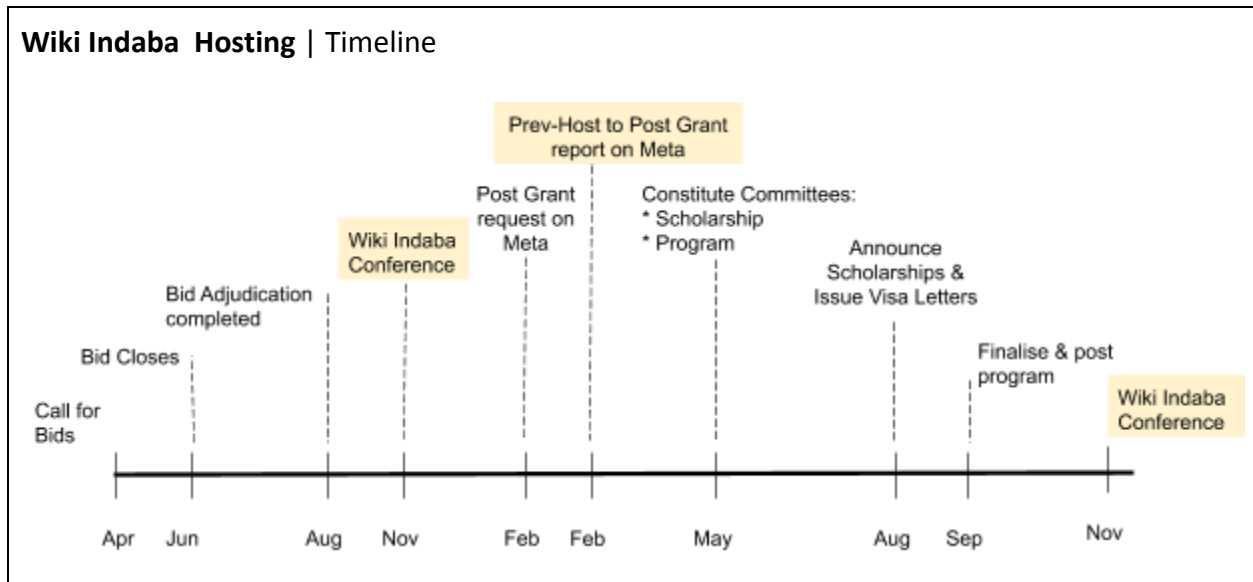 Wiki Indaba Hosting | Timeline
Prev-Host to Post Grant
report on Meta
Post Grant
request on
Meta
Constitute Committees:
* Scholarship
* Program
Wiki Indaba
Conference
Announce
Scholarships &
Issue Visa Letters
Bid Adjudication
completed
Bid Closes
Finalise & post
program
Call for
Bids
Wiki Indaba
Conference
Apr Jun Aug Nov Feb Feb May Aug Sep Nov